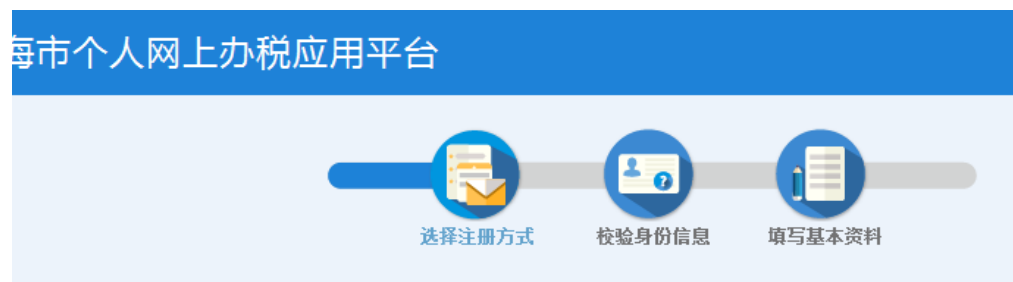 海市个人网上办税应用平台
选择注册方式
校验身份信息
填写基本资料